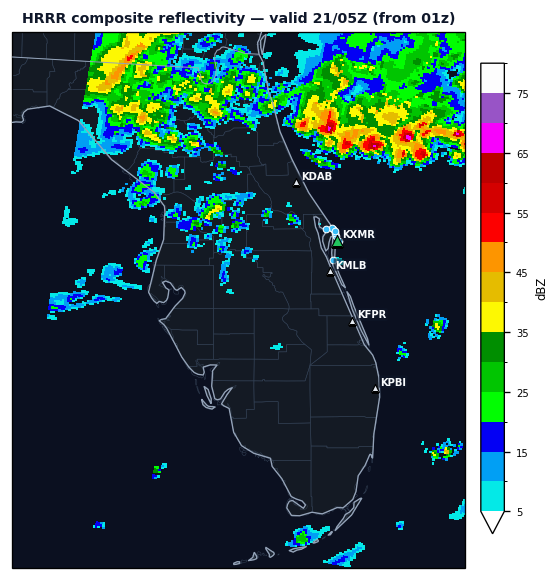 HRRR composite reflectivity — valid 21/05Z (from 01z)
KDAB
KXMR
KMLB
KFPR
KPBI
75
65
55
45
35
25
15
5
dBZ